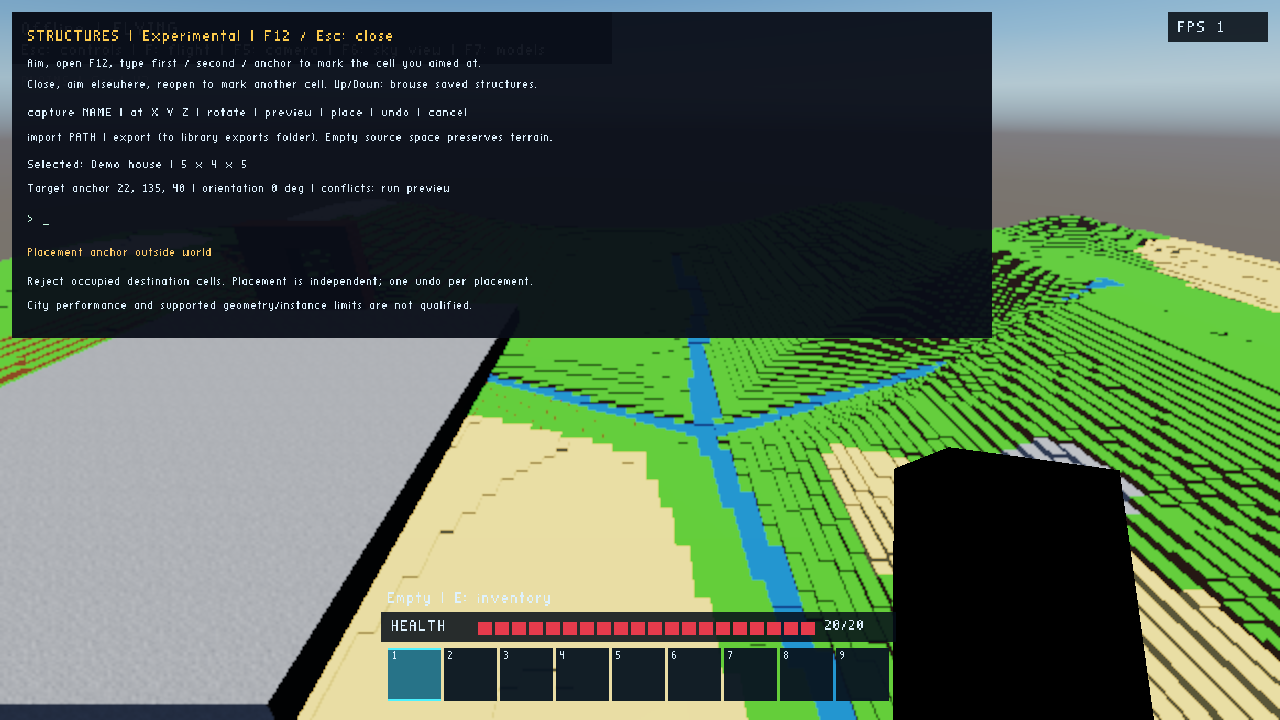 STRUCTURES | Experimental | F12 / Esc: close
FPS 1
Aim, open F12, type first / second / anchor to mark the cell you aimed at.
Close, aim elsewhere, reopen to mark another cell. Up/Down: browse saved structures.
capture NAME | at X Y Z | rotate | preview | place | undo | cancel
import PATH | export (to library exports folder). Empty source space preserves terrain.
Selected: Demo house | 5 x 4 x 5
Target anchor 22, 135, 40 | orientation 0 deg | conflicts: run preview
> _
Placement anchor outside world
Reject occupied destination cells. Placement is independent; one undo per placement.
City performance and supported geometry/instance limits are not qualified.
Empty | E: inventory
HEALTH 20/20
1 2 3 4 5 6 7 8 9